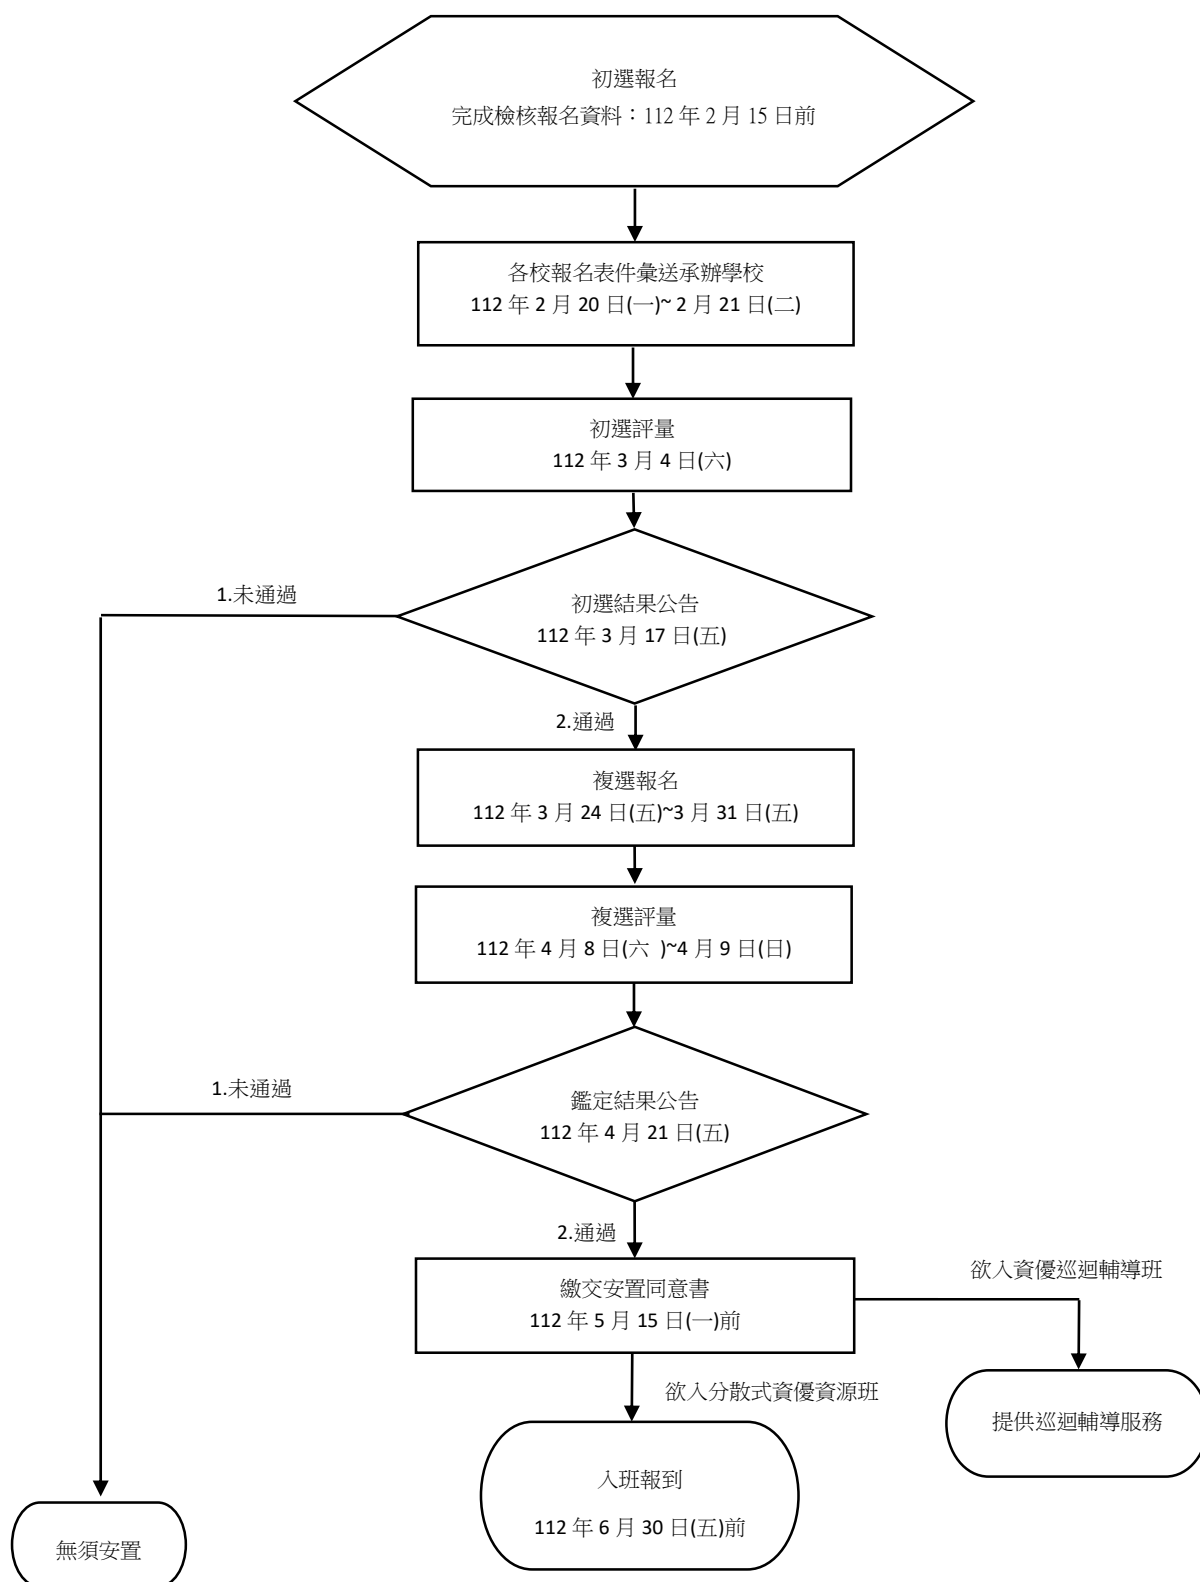 初選報名
完成檢核報名資料：112 年 2 月 15 日前
各校報名表件彙送承辦學校
112 年 2 月 20 日(一)~ 2 月 21 日(二)
初選評量
112 年 3 月 4 日(六)
1.未通過
初選結果公告
112 年 3 月 17 日(五)
2.通過
複選報名
112 年 3 月 24 日(五)~3 月 31 日(五)
複選評量
112 年 4 月 8 日(六 )~4 月 9 日(日)
1.未通過
鑑定結果公告
112 年 4 月 21 日(五)
2.通過
繳交安置同意書
112 年 5 月 15 日(一)前
欲入資優巡迴輔導班
欲入分散式資優資源班
提供巡迴輔導服務
入班報到
112 年 6 月 30 日(五)前
無須安置